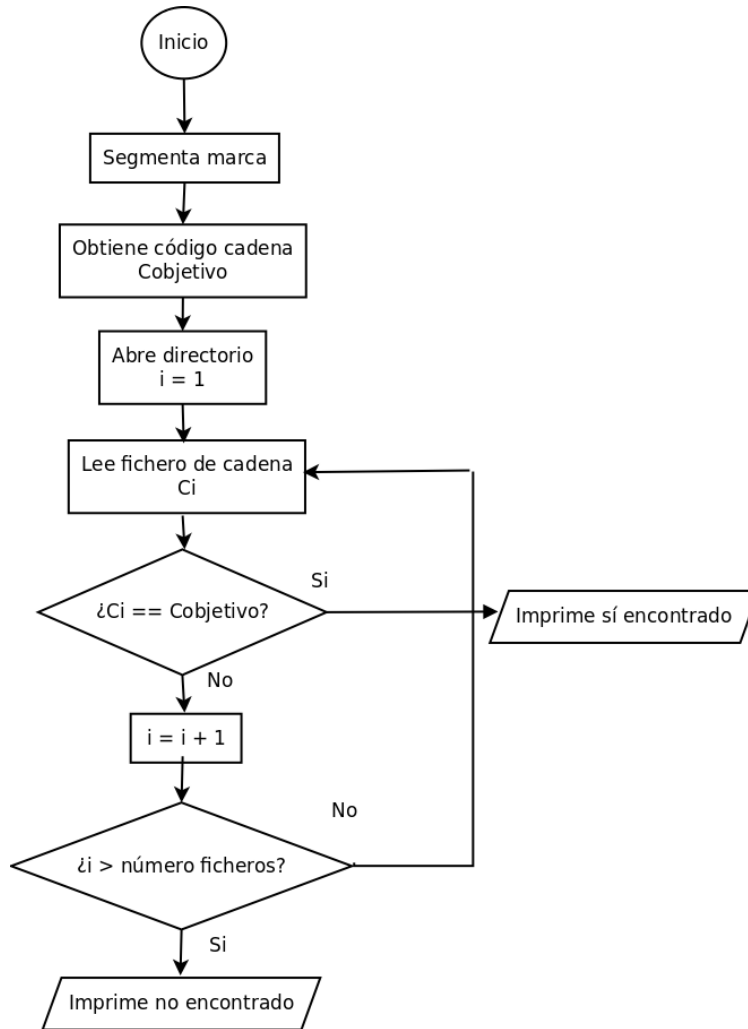 Inicio
Segmenta marca
Obtiene código cadena
Cobjetivo
Abre directorio
i = 1
Lee fichero de cadena
Ci
¿Ci == Cobjetivo?
Si
Imprime sí encontrado
No
i = i + 1
No
¿i > número ficheros?
Si
Imprime no encontrado